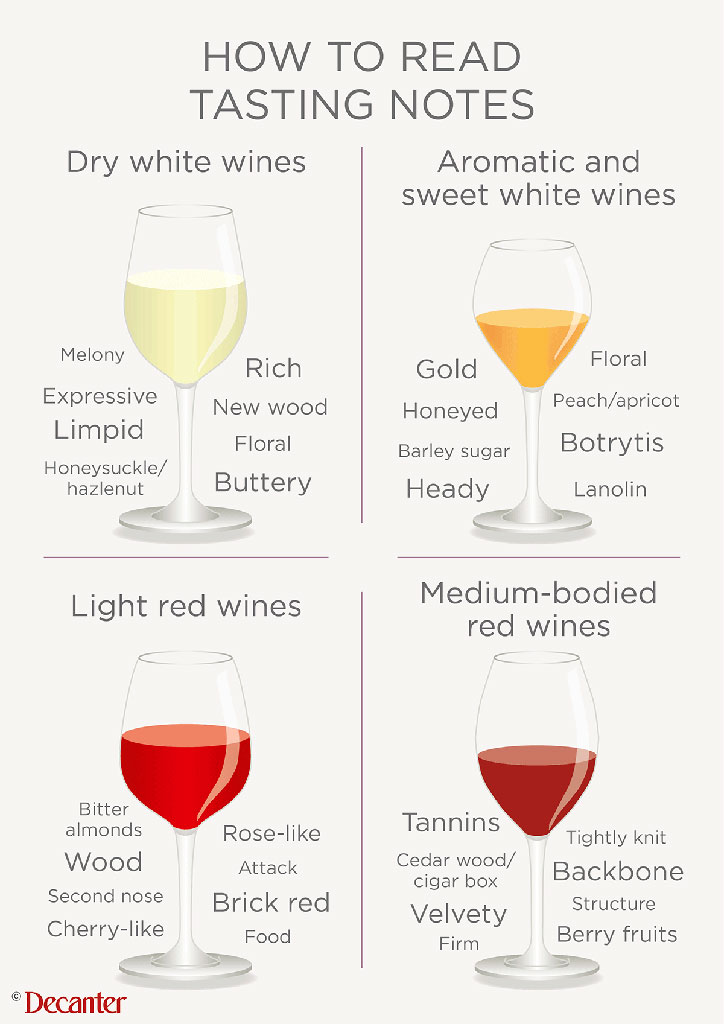 HOW TO READ
TASTING NOTES
Dry white wines
Melony
Expressive
Limpid
Honeysuckle/
hazlenut
Rich
New wood
Floral
Buttery
Aromatic and
sweet white wines
Gold
Honeyed
Barley sugar
Heady
Floral
Peach/apricot
Botrytis
Lanolin
Light red wines
Bitter
almonds
Wood
Second nose
Cherry-like
Rose-like
Attack
Brick red
Food
Medium-bodied
red wines
Tannins
Cedar wood/
cigar box
Velvety
Firm
Tightly knit
Backbone
Structure
Berry fruits
© Decanter